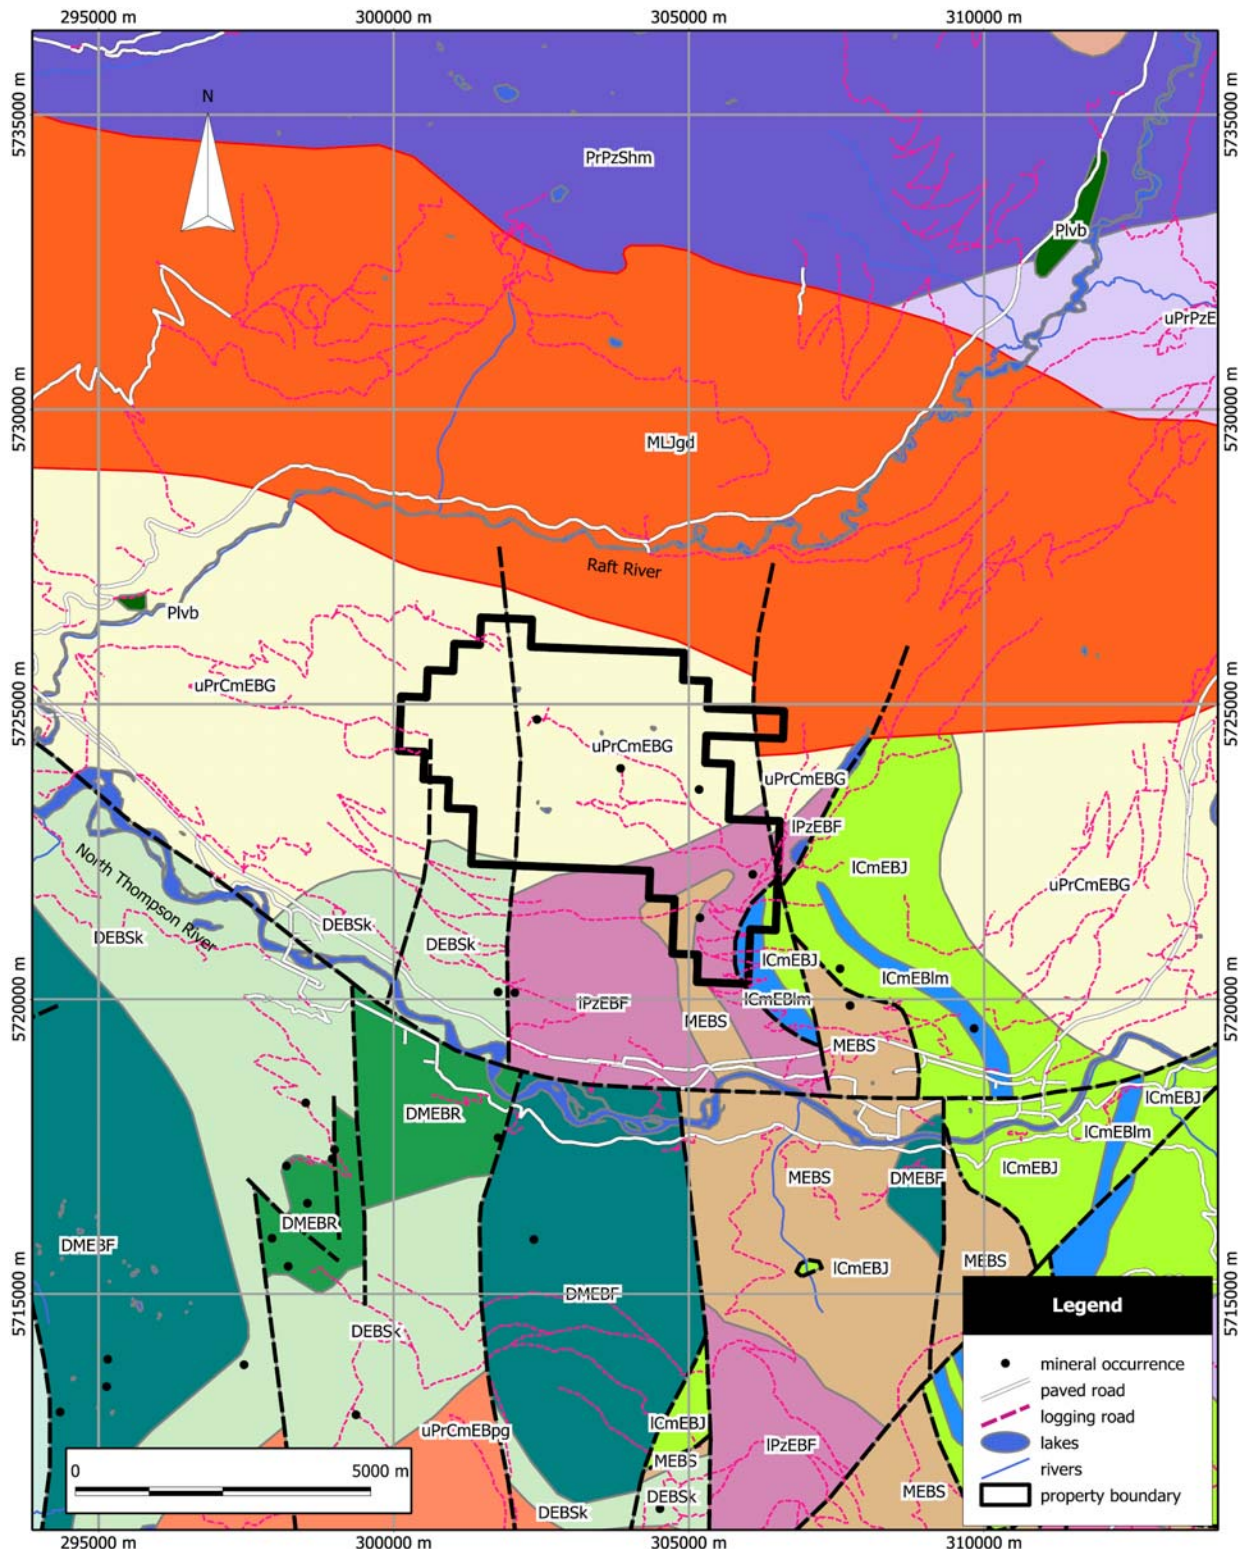 295000 m
300000 m
305000 m
310000 m
5735000 m
5735000 m
N
PrPzShm
Plvb
uPrPzE
5730000 m
5730000 m
MLJgd
Raft River
Plvb
uPrCmEBG
5725000 m
5725000 m
uPrCmEBG
uPrCmEBG
lPzEBF
lCmEBJ
uPrCmEBG
North Thompson River
DEBSk
DEBSk
DEBSk
lCmEBJ
lCmEBlm
lCmEBlm
5720000 m
5720000 m
lPzEBF
MEBS
MEBS
DMEBR
lCmEBJ
lCmEBlm
lCmEBJ
MEBS
DMEBF
DMEBR
DMEBF
MEBS
lCmEBJ
5715000 m
5715000 m
DMEBF
DEBSk
lCmEBJ
uPrCmEBpg
lPzEBF
MEBS
DEBSk
MEBS
DEBSk
Legend
mineral occurrence
paved road
logging road
lakes
rivers
property boundary
0
5000 m
295000 m
300000 m
305000 m
310000 m